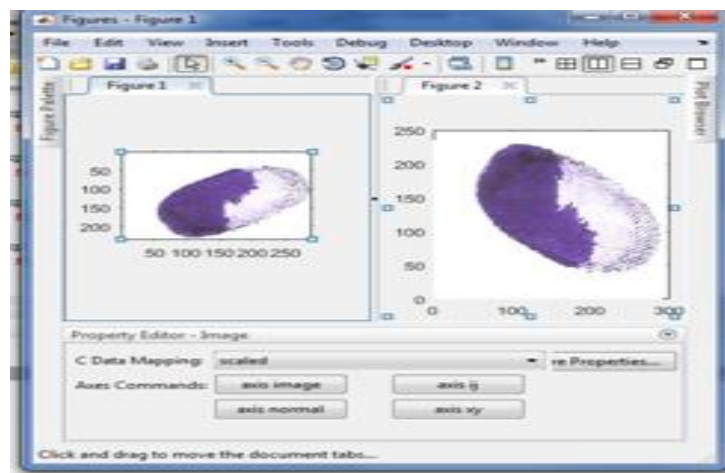 Figures - Figure 1
File Edit View Insert Tools Debug Desktop Window Help
Figure Palette
Figure 1
50
100
150
200
50 100 150 200 250
Figure 2
250
200
150
100
50
0
0 100 200 300
Plot Browser
Property Editor - Image
C Data Mapping: scaled
re Properties...
Axes Commands: axis image axis ij
axis normal axis xy
Click and drag to move the document tabs...